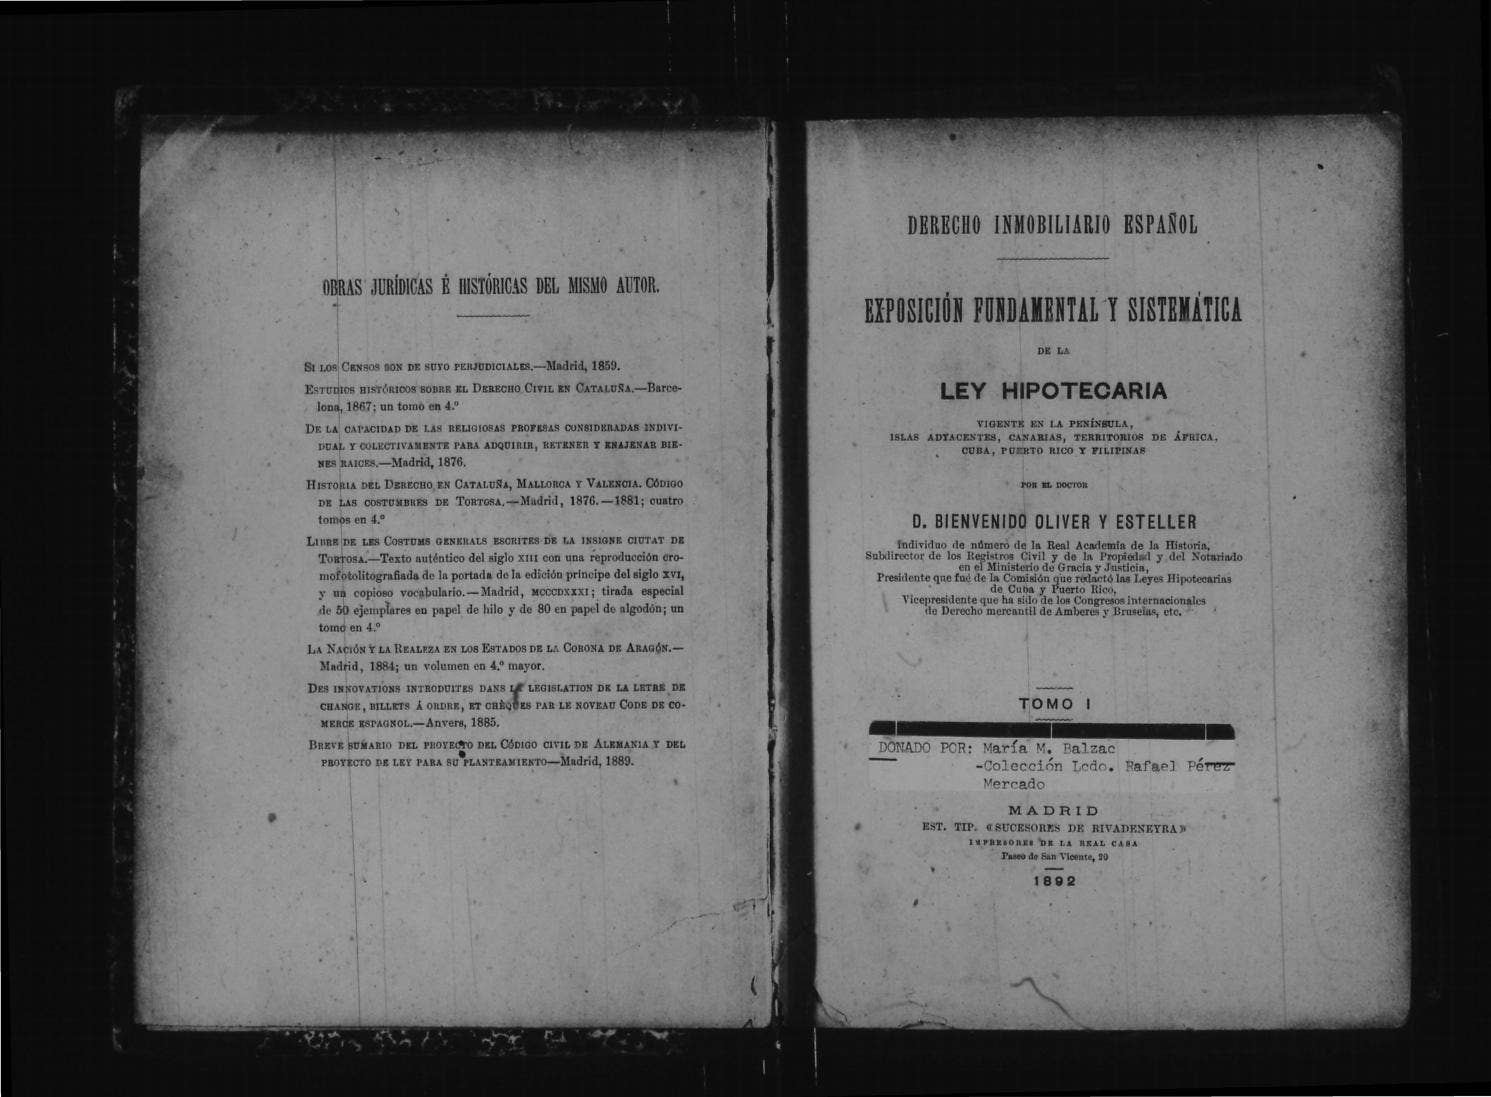 OBRAS JURÍDICAS É HISTÓRICAS DEL MISMO AUTOR.
SI LOS CENSOS SON DE SUYO PERJUDICIALES.—Madrid, 1859.
ESTUDIOS HISTÓRICOS SOBRE EL DERECHO CIVIL EN CATALUÑA.—Barce-
lona, 1867; un tomo en 4.º
DE LA CAPACIDAD DE LAS RELIGIOSAS PROFESAS CONSIDERADAS INDIVI-
DUAL Y COLECTIVAMENTE PARA ADQUIRIR, RETENER Y ENAJENAR BIE-
NES RAICES.—Madrid, 1876.
HISTORIA DEL DERECHO EN CATALUÑA, MALLORCA Y VALENCIA. CÓDIGO
DE LAS COSTUMBRES DE TORTOSA.—Madrid, 1876.—1881; cuatro
tomos en 4.º
LIBRE DE LES COSTUMS GENERALS ESCRITES DE LA INSIGNE CIUTAT DE
TORTOSA.—Texto auténtico del siglo XIII con una reproducción cro-
mofotolitografiada de la portada de la edición príncipe del siglo XVI,
y un copioso vocabulario.—Madrid, MCCCDXXXI; tirada especial
de 50 ejemplares en papel de hilo y de 80 en papel de algodón; un
tomo en 4.º
LA NACIÓN Y LA REALEZA EN LOS ESTADOS DE LA CORONA DE ARAGÓN.—
Madrid, 1884; un volumen en 4.º mayor.
DES INNOVATIONS INTRODUITES DANS LE LEGISLATION DE LA LETRE DE
CHANGE, BILLETS Á ORDRE, ET CHÈQUES PAR LE NOVEAU CODE DE CO-
MERCE ESPAGNOL.—Anvers, 1885.
BREVE SUMARIO DEL PROYECTO DEL CÓDIGO CIVIL DE ALEMANIA Y DEL
PROYECTO DE LEY PARA SU PLANTEAMIENTO—Madrid, 1889.
DERECHO INMOBILIARIO ESPAÑOL
EXPOSICIÓN FUNDAMENTAL Y SISTEMÁTICA
DE LA
LEY HIPOTECARIA
VIGENTE EN LA PENÍNSULA,
ISLAS ADYACENTES, CANARIAS, TERRITORIOS DE ÁFRICA,
CUBA, PUERTO RICO Y FILIPINAS
POR EL DOCTOR
D. BIENVENIDO OLIVER Y ESTELLER
Individuo de número de la Real Academia de la Historia,
Subdirector de los Registros Civil y de la Propiedad y del Notariado
en el Ministerio de Gracia y Justicia,
Presidente que fué de la Comisión que redactó las Leyes Hipotecarias
de Cuba y Puerto Rico,
Vicepresidente que ha sido de los Congresos internacionales
de Derecho mercantil de Amberes y Bruselas, etc.
TOMO I
DONADO POR: María M. Balzac
-Colección Lcdo. Rafael Pérez
Mercado
MADRID
EST. TIP. «SUCESORES DE RIVADENEYRA»
IMPRESORES DE LA REAL CASA
Paseo de San Vicente, 20
1892